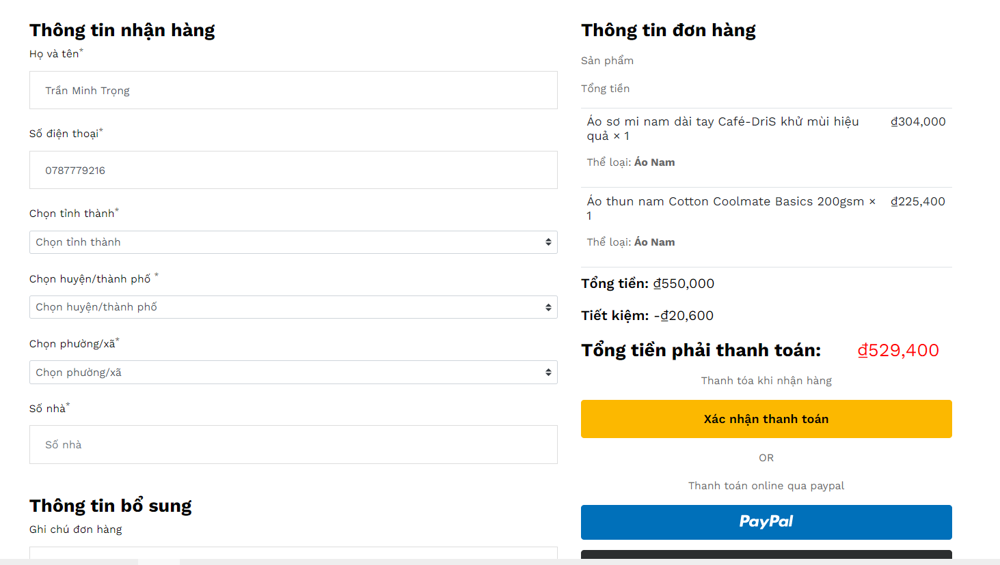 Thông tin nhận hàng
Họ và tên*
Trần Minh Trọng
Số điện thoại*
0787779216
Chọn tỉnh thành*
Chọn tỉnh thành
Chọn huyện/thành phố *
Chọn huyện/thành phố
Chọn phường/xã*
Chọn phường/xã
Số nhà*
Số nhà
Thông tin bổ sung
Ghi chú đơn hàng
Thông tin đơn hàng
Sản phẩm
Tổng tiền
Áo sơ mi nam dài tay Café-DriS khử mùi hiệu quả × 1 ₫304,000
Thể loại: Áo Nam
Áo thun nam Cotton Coolmate Basics 200gsm × 1 ₫225,400
Thể loại: Áo Nam
Tổng tiền: ₫550,000
Tiết kiệm: -₫20,600
Tổng tiền phải thanh toán: ₫529,400
Thanh tóa khi nhận hàng
Xác nhận thanh toán
OR
Thanh toán online qua paypal
PayPal